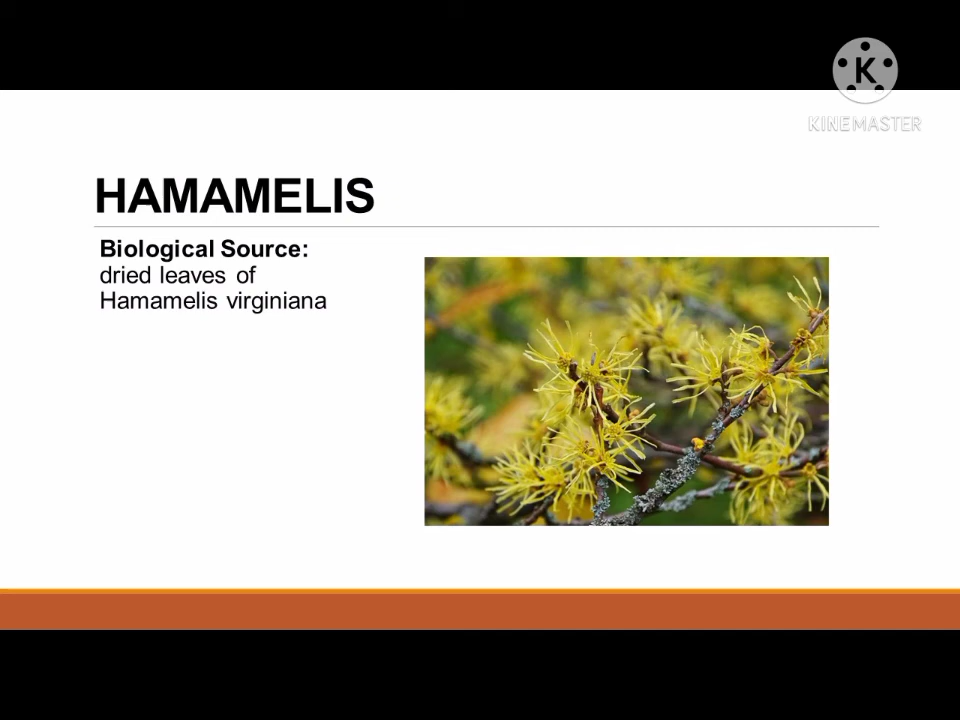 K
KINEMASTER
HAMAMELIS
Biological Source:
dried leaves of
Hamamelis virginiana